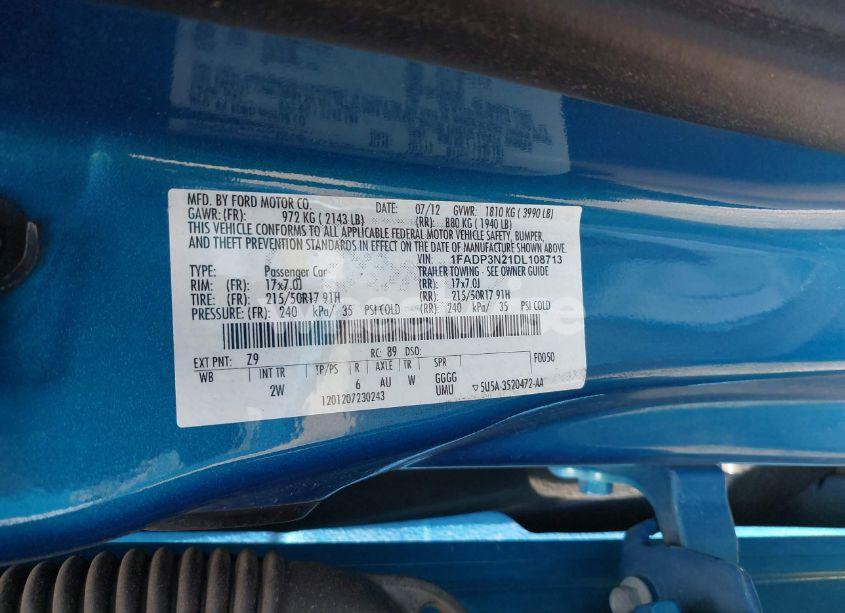 MFD. BY FORD MOTOR CO. DATE: 07/12 GVWR: 1810 KG ( 3990 LB)
GAWR: (FR): 972 KG ( 2143 LB) (RR): 880 KG ( 1940 LB)
THIS VEHICLE CONFORMS TO ALL APPLICABLE FEDERAL MOTOR VEHICLE SAFETY, BUMPER,
AND THEFT PREVENTION STANDARDS IN EFFECT ON THE DATE OF MANUFACTURE SHOWN ABOVE.
VIN: 1FADP3N21DL108713
TYPE: Passenger Car TRAILER TOWING - SEE OWNER GUIDE
RIM: (FR): 17x7.0J (RR): 17x7.0J
TIRE: (FR): 215/50R17 91H (RR): 215/50R17 91H
PRESSURE: (FR): 240 kPa/ 35 PSI COLD (RR): 240 kPa/ 35 PSI COLD
EXT PNT: Z9 RC: 89 DSO: F0050
WB INT TR TP/PS R AXLE TR SPR
2W 6 AU W GGGG
UMU ▽5U5A-3520472-AA
1201207230243